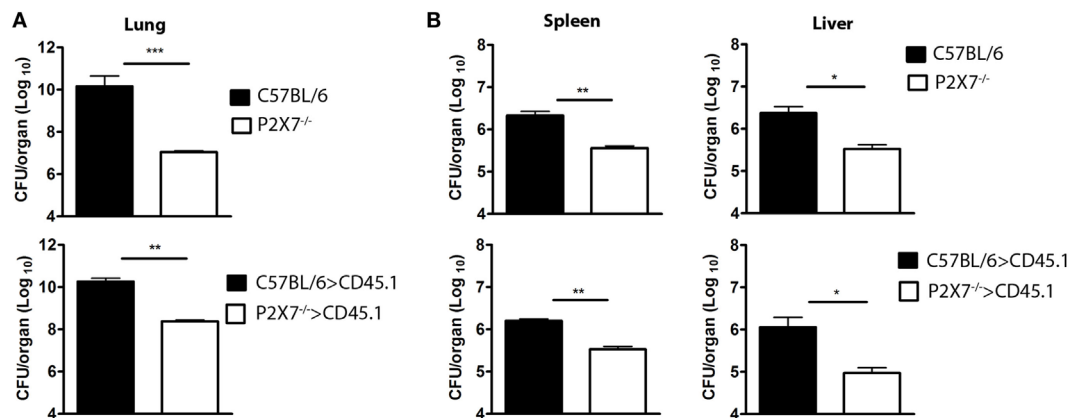 A
Lung
CFU/organ (Log 10)
12
10
8
6
4
***
C57BL/6
P2X7-/-
CFU/organ (Log 10)
12
10
8
6
4
**
C57BL/6>CD45.1
P2X7-/->CD45.1
B
Spleen
CFU/organ (Log 10)
8
7
6
5
4
**
Liver
CFU/organ (Log 10)
8
7
6
5
4
*
C57BL/6
P2X7-/-
CFU/organ (Log 10)
8
7
6
5
4
**
CFU/organ (Log 10)
8
7
6
5
4
*
C57BL/6>CD45.1
P2X7-/->CD45.1